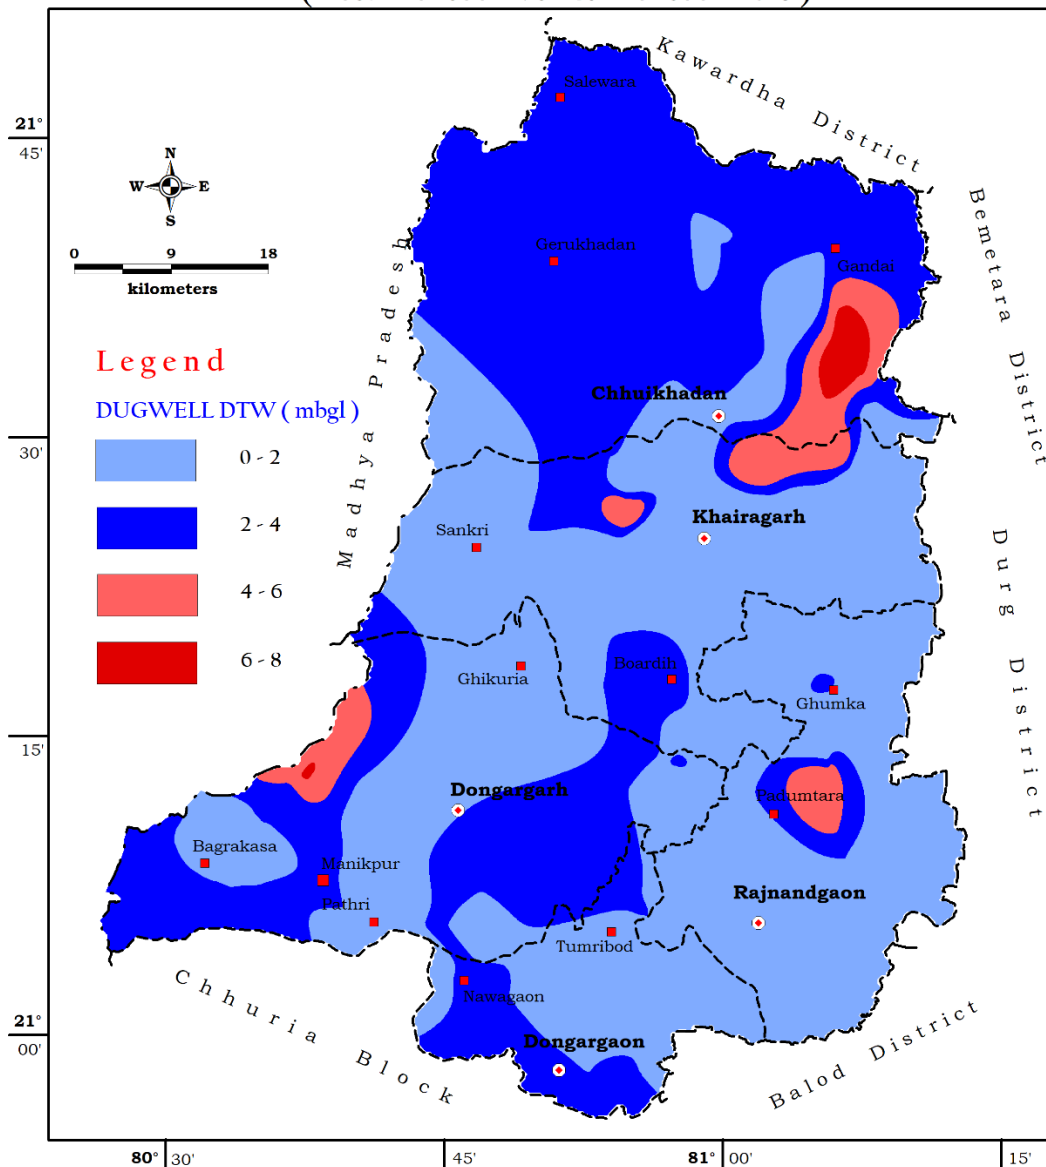 Kawardha District
Salewara
21°
45'
N
W E
S
Bemetara District
0 9 18
kilometers
Gerukhadan
Gandai
Madhya Pradesh
Legend
DUGWELL DTW ( mbgl )
Chhuikhadan
30'
0 - 2
2 - 4
4 - 6
6 - 8
Khairagarh
Sankri
Durg District
Ghikuria
Boardih
Ghumka
15'
Dongargarh
Padumtara
Bagrakasa
Manikpur
Pathri
Rajnandgaon
Tumribod
Nawagaon
Chhuria Block
21°
00'
Dongargaon
Balod District
80° 30'
45'
81° 00'
15'